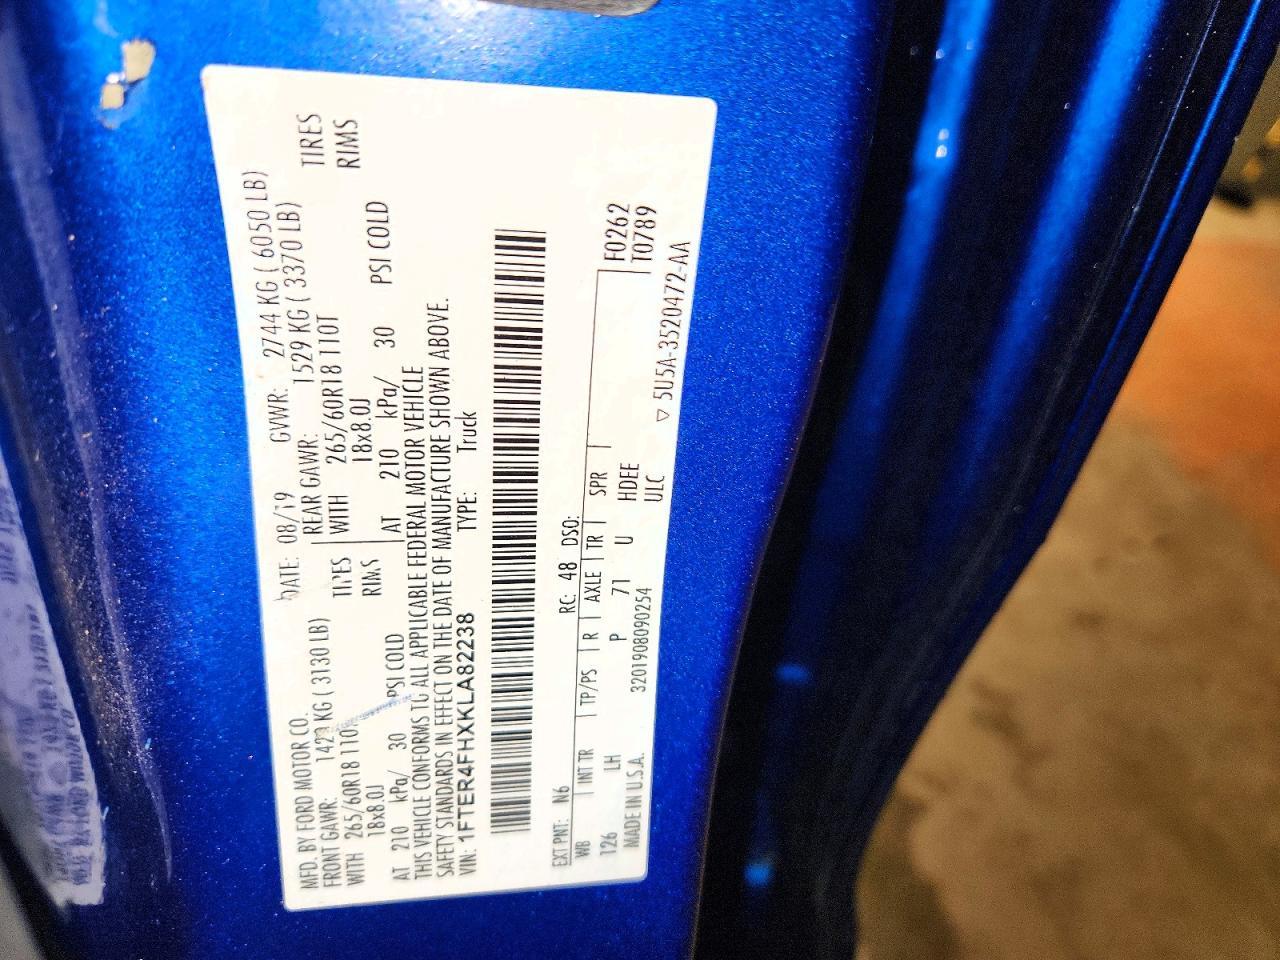 MFD. BY FORD MOTOR CO. DATE: 08/19 GVWR: 2744 KG ( 6050 LB)
FRONT GAWR: KG ( 3130 LB) REAR GAWR: 1529 KG ( 3370 LB)
WITH 265/60R18 110T TIRES WITH 265/60R18 110T TIRES
18x8.0J RIMS 18x8.0J RIMS
AT 210 kPa/ 30 PSI COLD AT 210 kPa/ 30 PSI COLD
THIS VEHICLE CONFORMS TO ALL APPLICABLE FEDERAL MOTOR VEHICLE
SAFETY STANDARDS IN EFFECT ON THE DATE OF MANUFACTURE SHOWN ABOVE.
VIN: 1FTER4FHXKLA82238 TYPE: Truck
EXT PNT: N6 RC: 48 DSO:
WB INT TR TP/PS R AXLE TR SPR F0262
126 LH P 71 U HDEE T0789
MADE IN U.S.A. 3201908090254 ULC ▽ 5U5A-3520472-AA